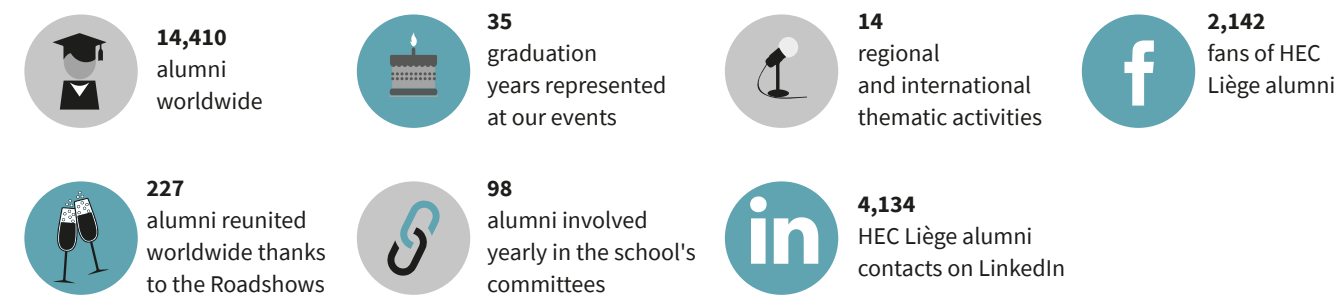 14,410
alumni
worldwide
35
graduation
years represented
at our events
14
regional
and international
thematic activities
f
2,142
fans of HEC
Liège alumni
227
alumni reunited
worldwide thanks
to the Roadshows
98
alumni involved
yearly in the school's
committees
in
4,134
HEC Liège alumni
contacts on LinkedIn